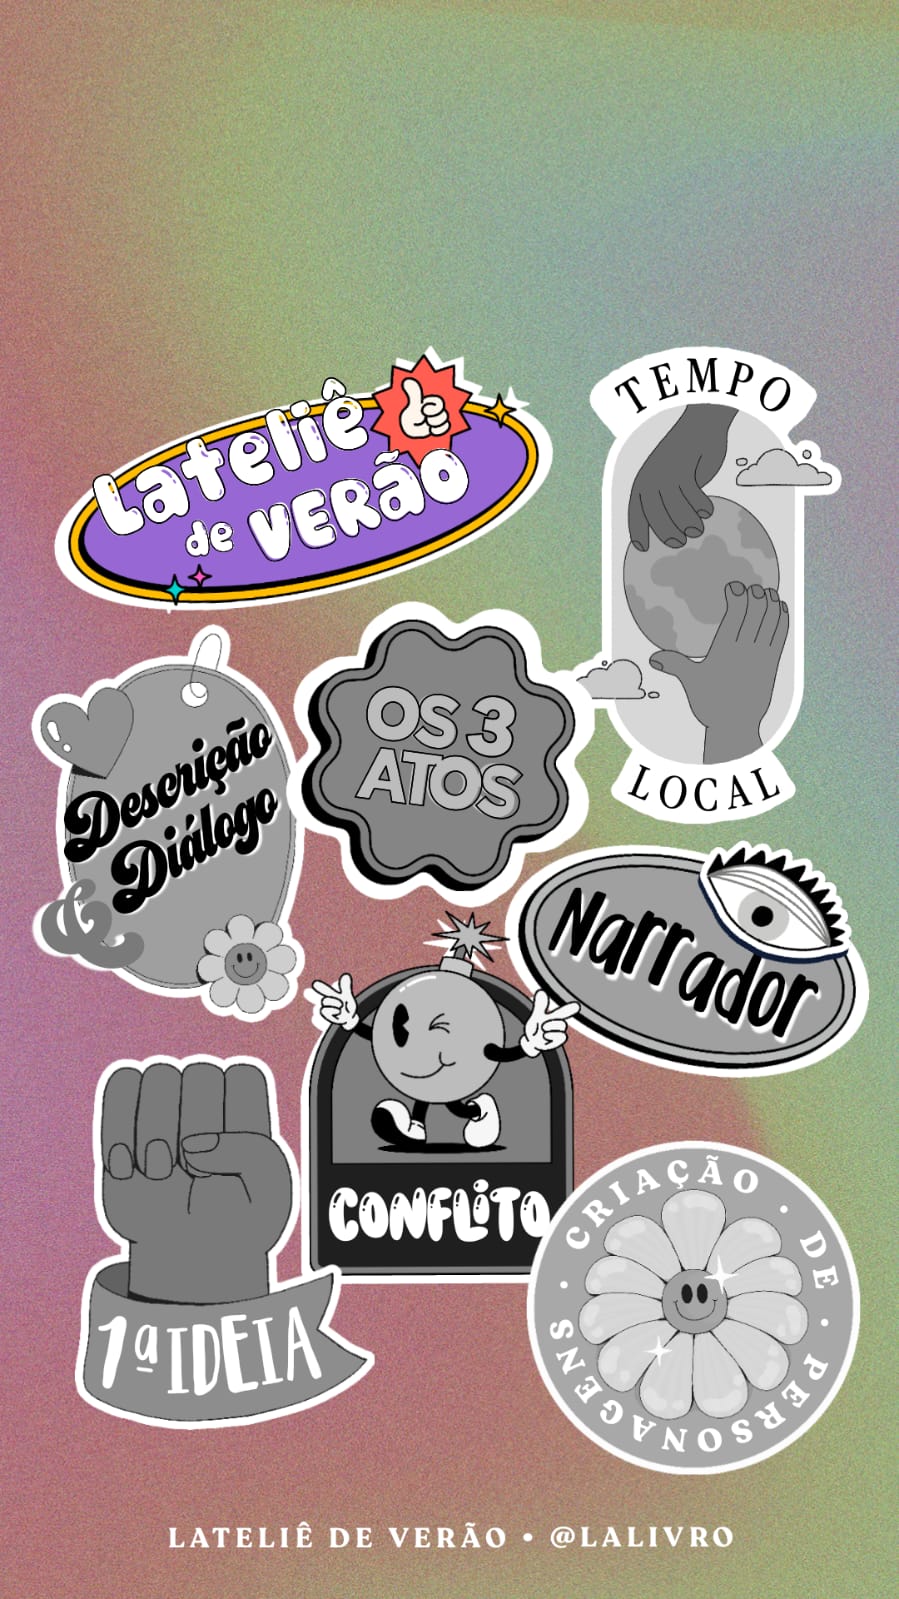 Lateliê
de VERÃO
TEMPO
LOCAL
OS 3
ATOS
Descrição
&
Diálogo
Narrador
CONFLITO
1ª IDEIA
CRIAÇÃO · DE · PERSONAGENS ·
LATELIÊ DE VERÃO • @LALIVRO